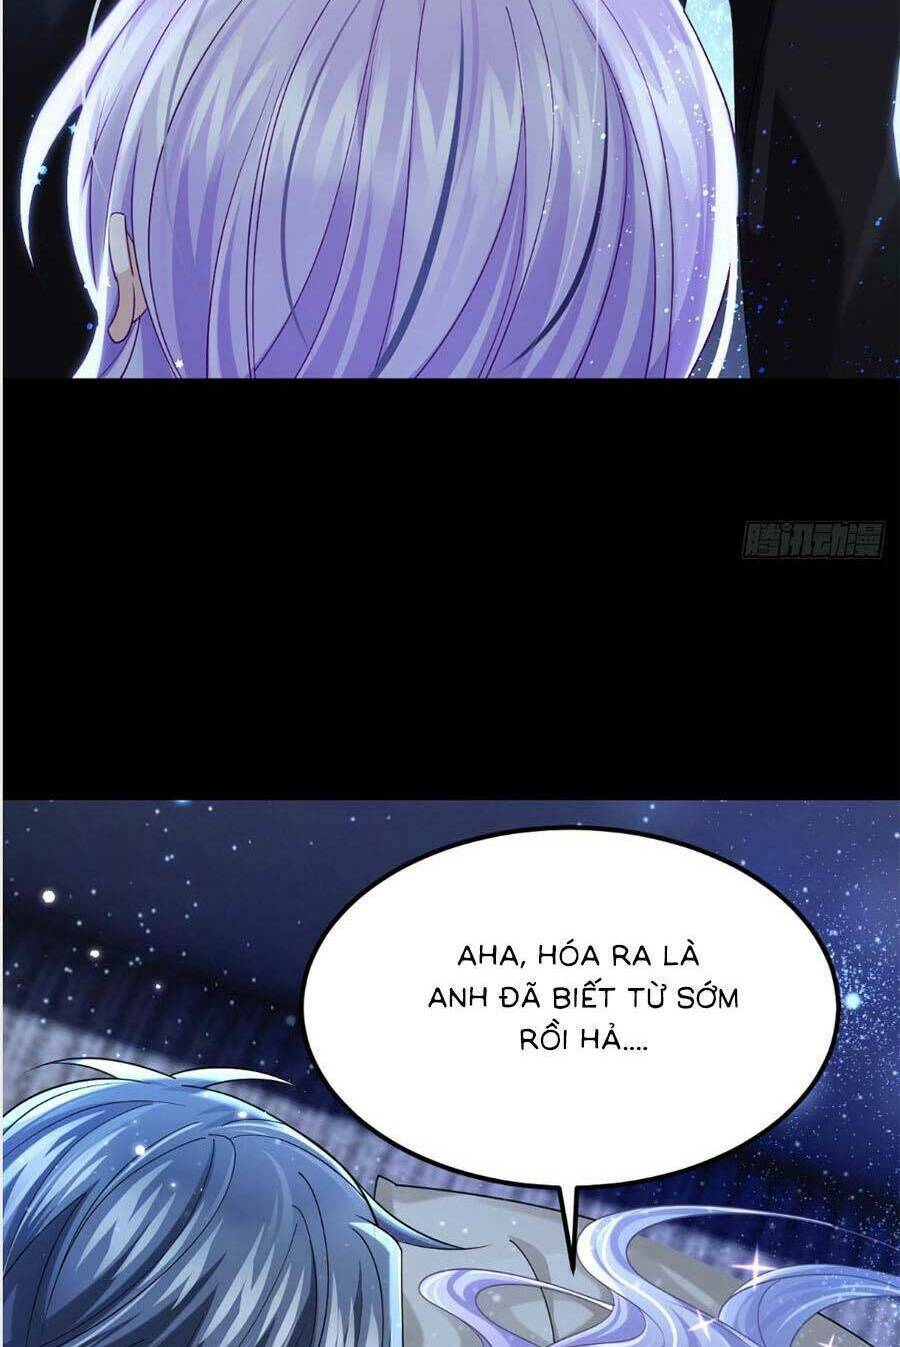 腾讯动漫
AHA, HÓA RA LÀ
ANH ĐÃ BIẾT TỪ SỚM
RỒI HẢ....